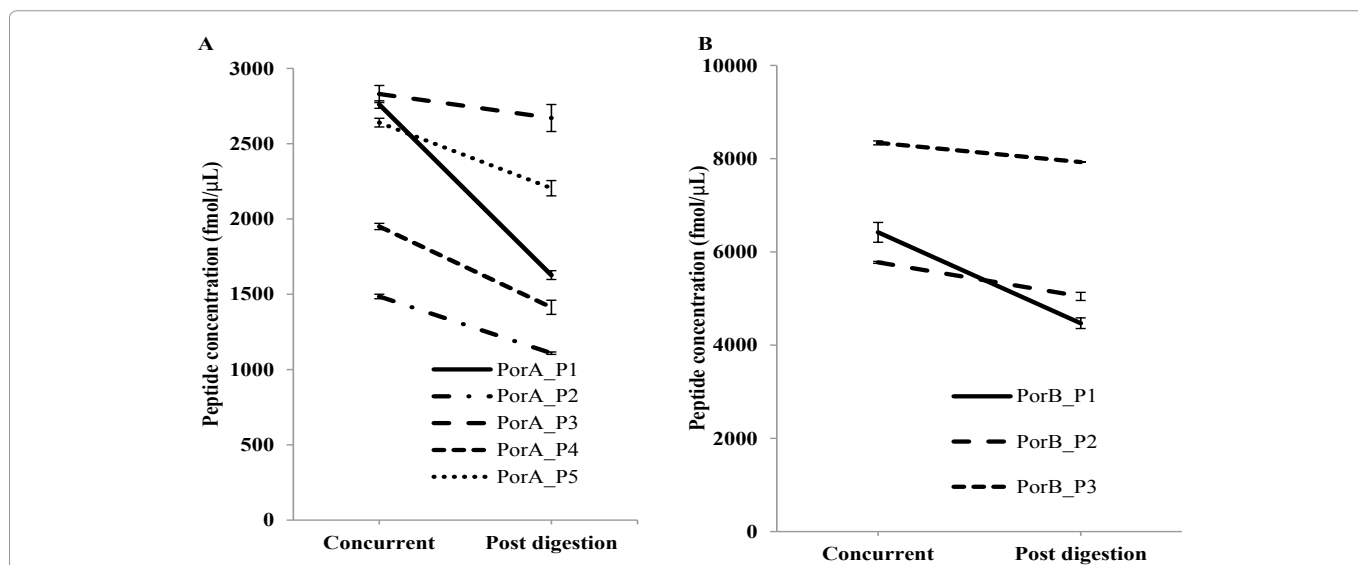 A
Peptide concentration (fmol/µL)
3000
2500
2000
1500
1000
500
0
PorA_P1
PorA_P2
PorA_P3
PorA_P4
PorA_P5
Concurrent
Post digestion
B
Peptide concentration (fmol/µL)
10000
8000
6000
4000
2000
0
PorB_P1
PorB_P2
PorB_P3
Concurrent
Post digestion